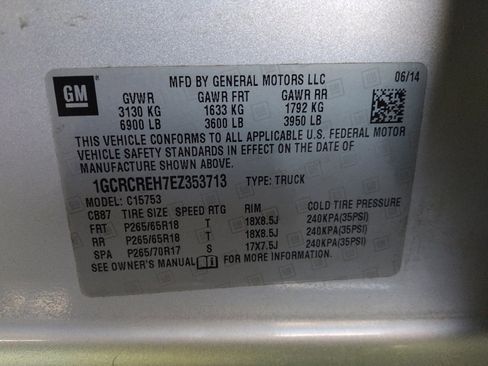 GM
MFD BY GENERAL MOTORS LLC 06/14
GVWR GAWR FRT GAWR RR
3130 KG 1633 KG 1792 KG
6900 LB 3600 LB 3950 LB
THIS VEHICLE CONFORMS TO ALL APPLICABLE U.S. FEDERAL MOTOR
VEHICLE SAFETY STANDARDS IN EFFECT ON THE DATE OF
MANUFACTURE SHOWN ABOVE.
1GCRCREH7EZ353713 TYPE: TRUCK
MODEL: C15753
CB87 TIRE SIZE SPEED RTG RIM COLD TIRE PRESSURE
FRT P265/65R18 T 18X8.5J 240KPA(35PSI)
RR P265/65R18 T 18X8.5J 240KPA(35PSI)
SPA P265/70R17 S 17X7.5J 240KPA(35PSI)
SEE OWNER'S MANUAL FOR MORE INFORMATION.